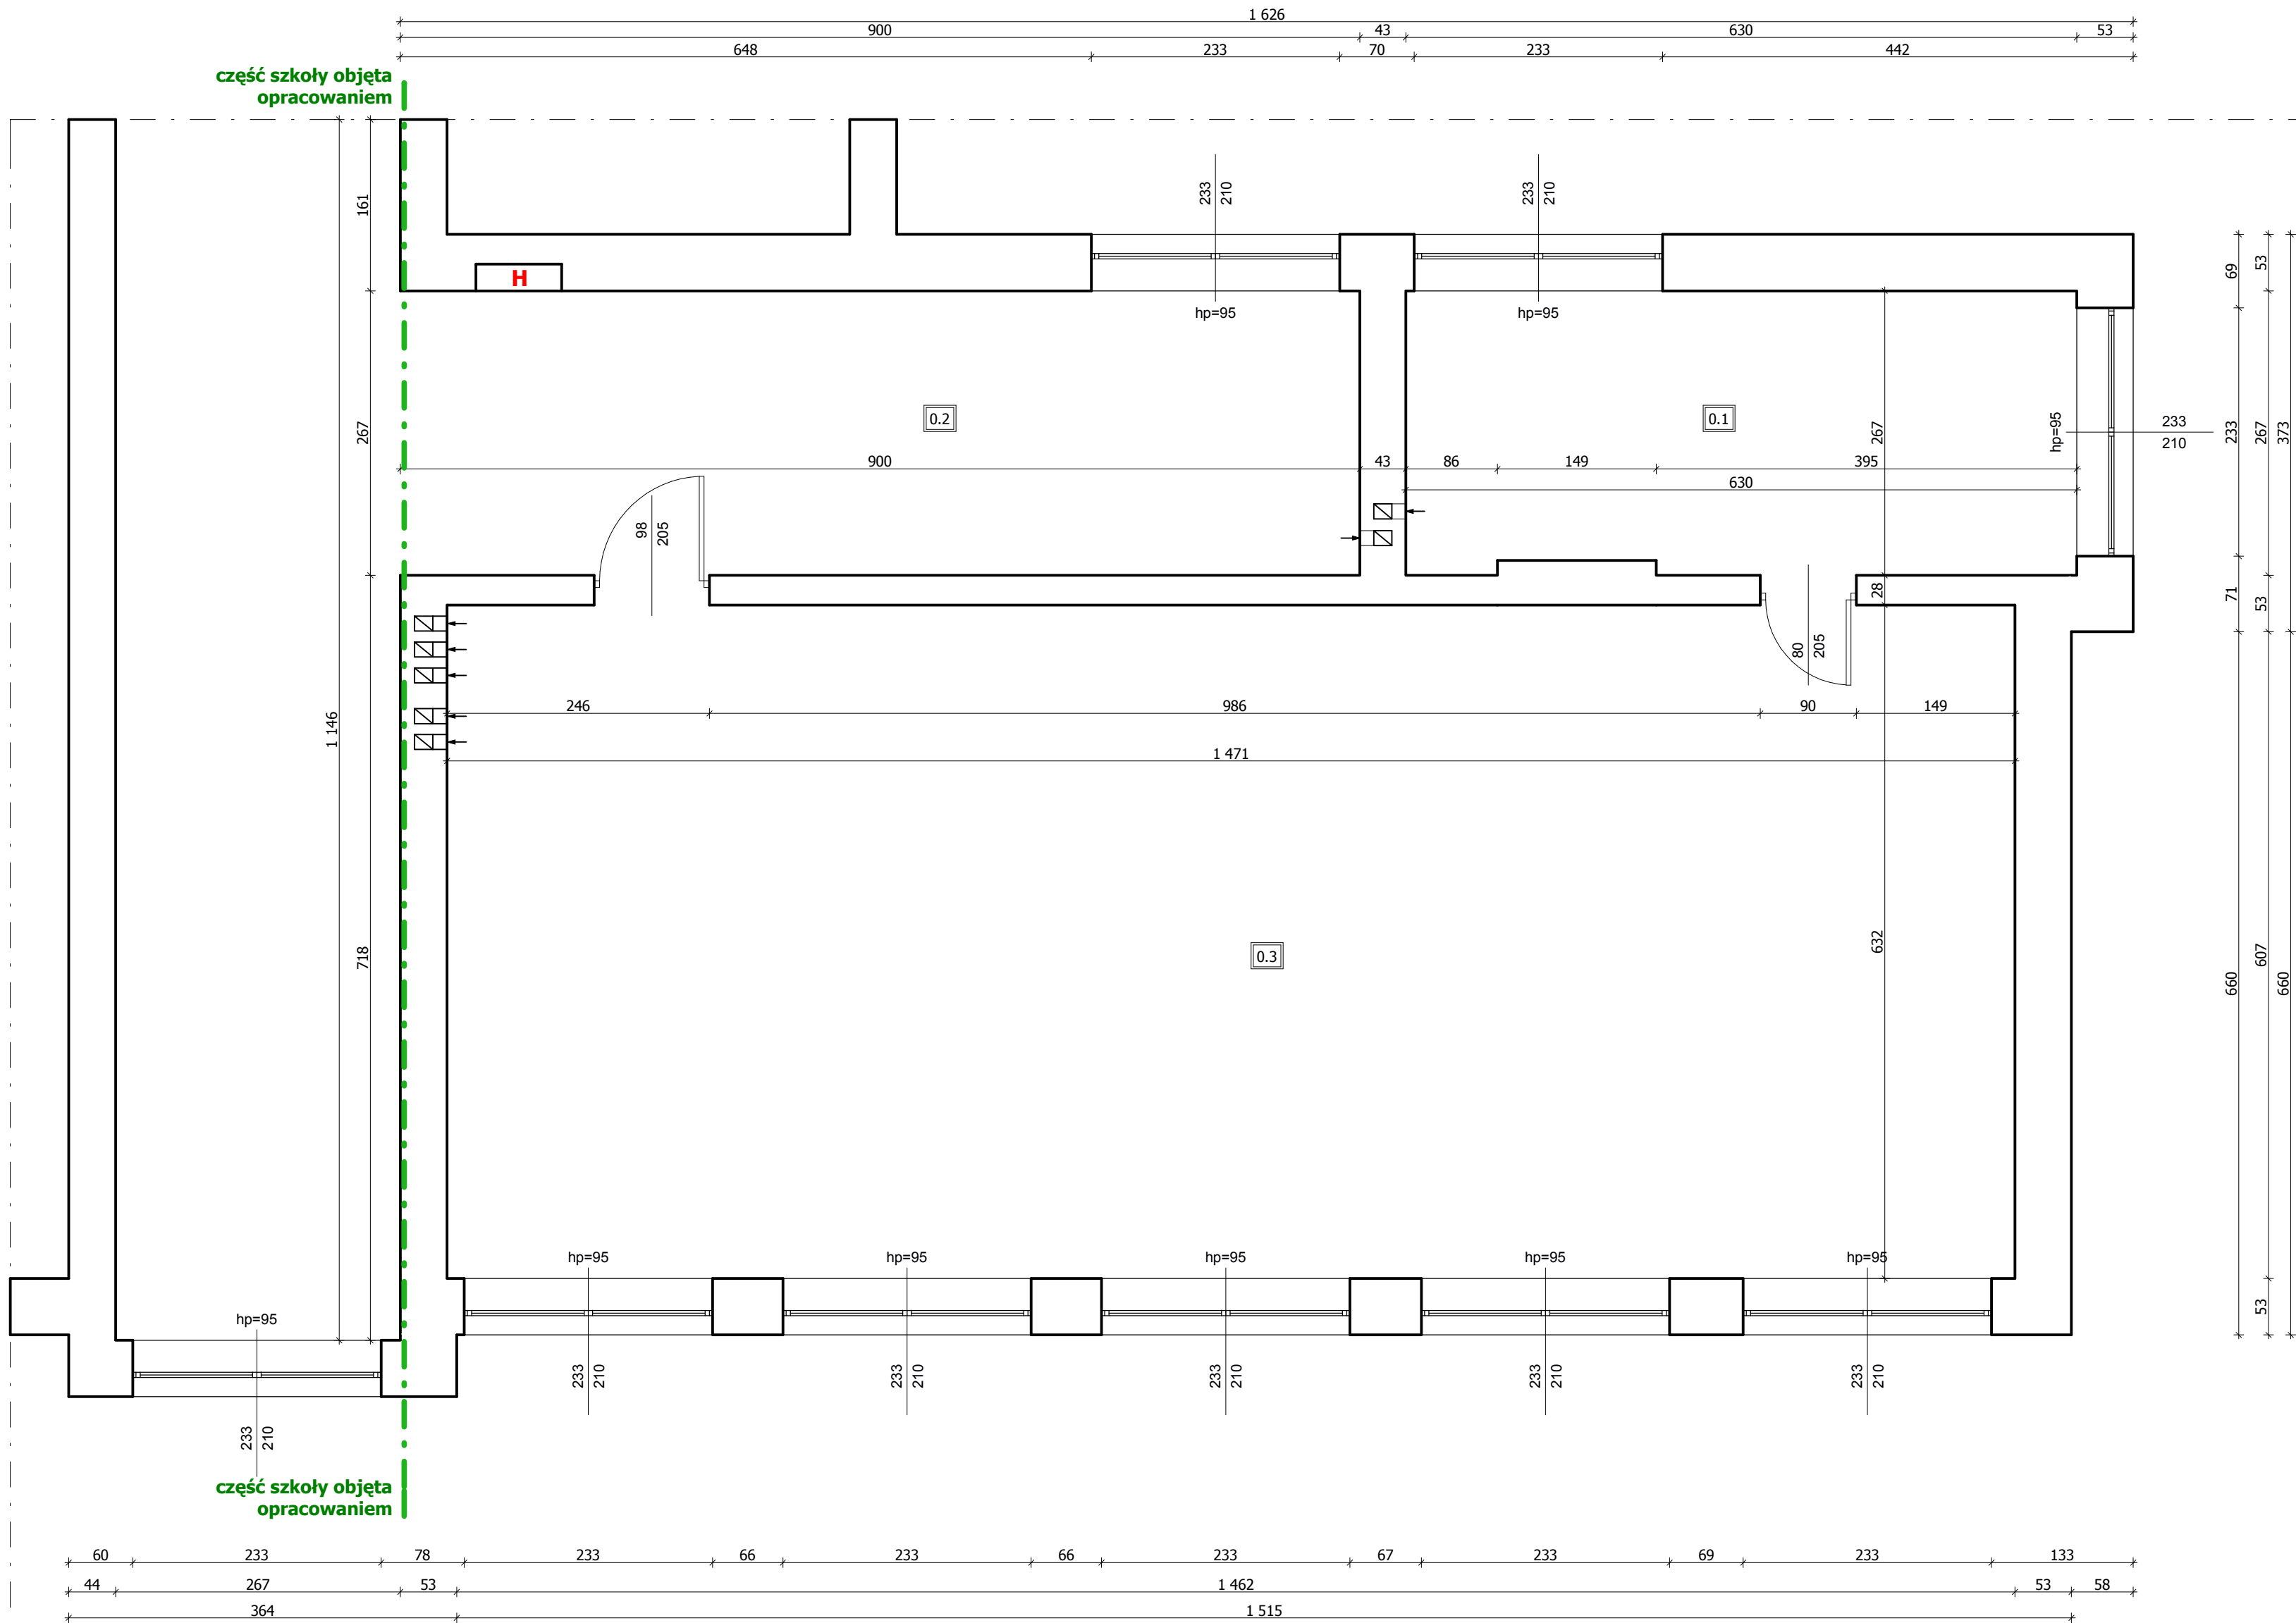 1 626
900 43 630 53
648 233 70 233 442
część szkoły objęta
opracowaniem
161
233
210
233
210
H
hp=95
hp=95
69
53
373
267
0.2
0.1
267
hp=95
233
210
233
267
900 43 86 149 395
630
98
205
28
71
53
80
205
246 986 90 149
1 146
1 471
718
0.3
632
660
607
660
hp=95 hp=95 hp=95 hp=95 hp=95
53
hp=95
233
210
233
210
233
210
233
210
233
210
233
210
część szkoły objęta
opracowaniem
60 233 78 233 66 233 66 233 67 233 69 233 133
44 267 53 1 462 53 58
364 1 515